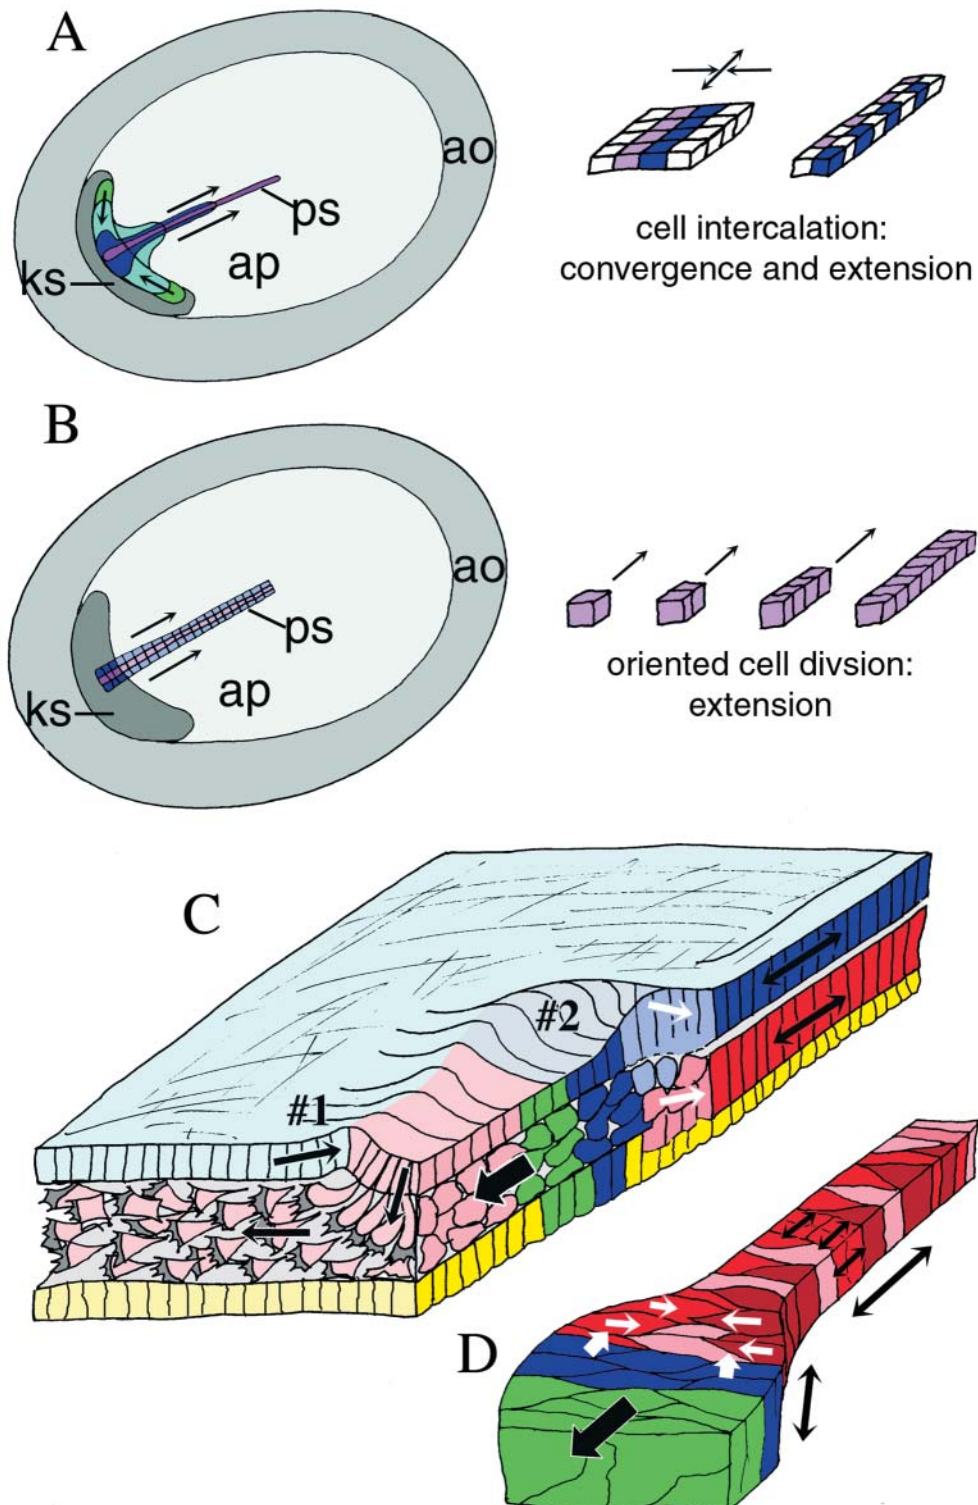 A
ao
ps
ap
ks
cell intercalation:
convergence and extension
B
ao
ps
ap
ks
oriented cell divsion:
extension
C
#2
#1
D